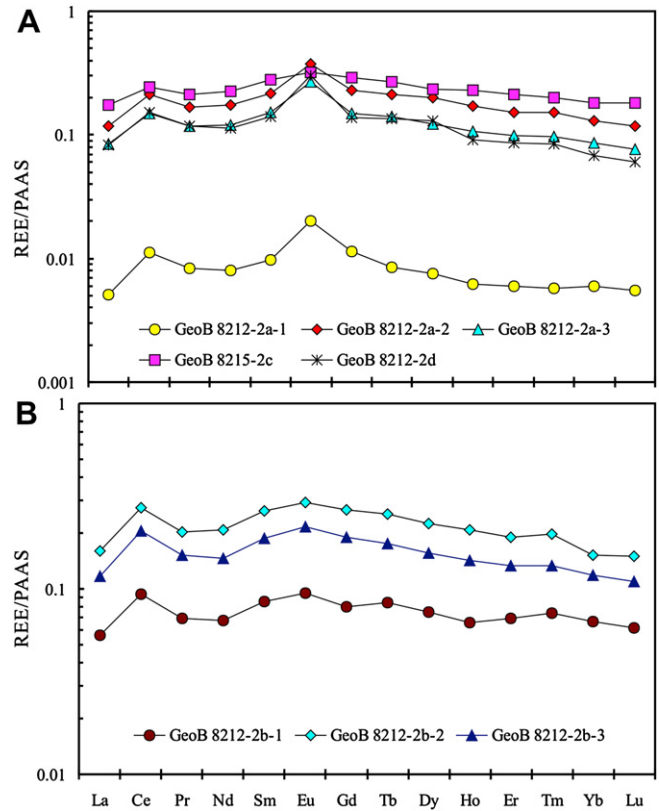 A
1
0.1
0.01
0.001
REE/PAAS
GeoB 8212-2a-1 GeoB 8212-2a-2 GeoB 8212-2a-3
GeoB 8215-2c GeoB 8212-2d
B
1
0.1
0.01
REE/PAAS
GeoB 8212-2b-1 GeoB 8212-2b-2 GeoB 8212-2b-3
La Ce Pr Nd Sm Eu Gd Tb Dy Ho Er Tm Yb Lu